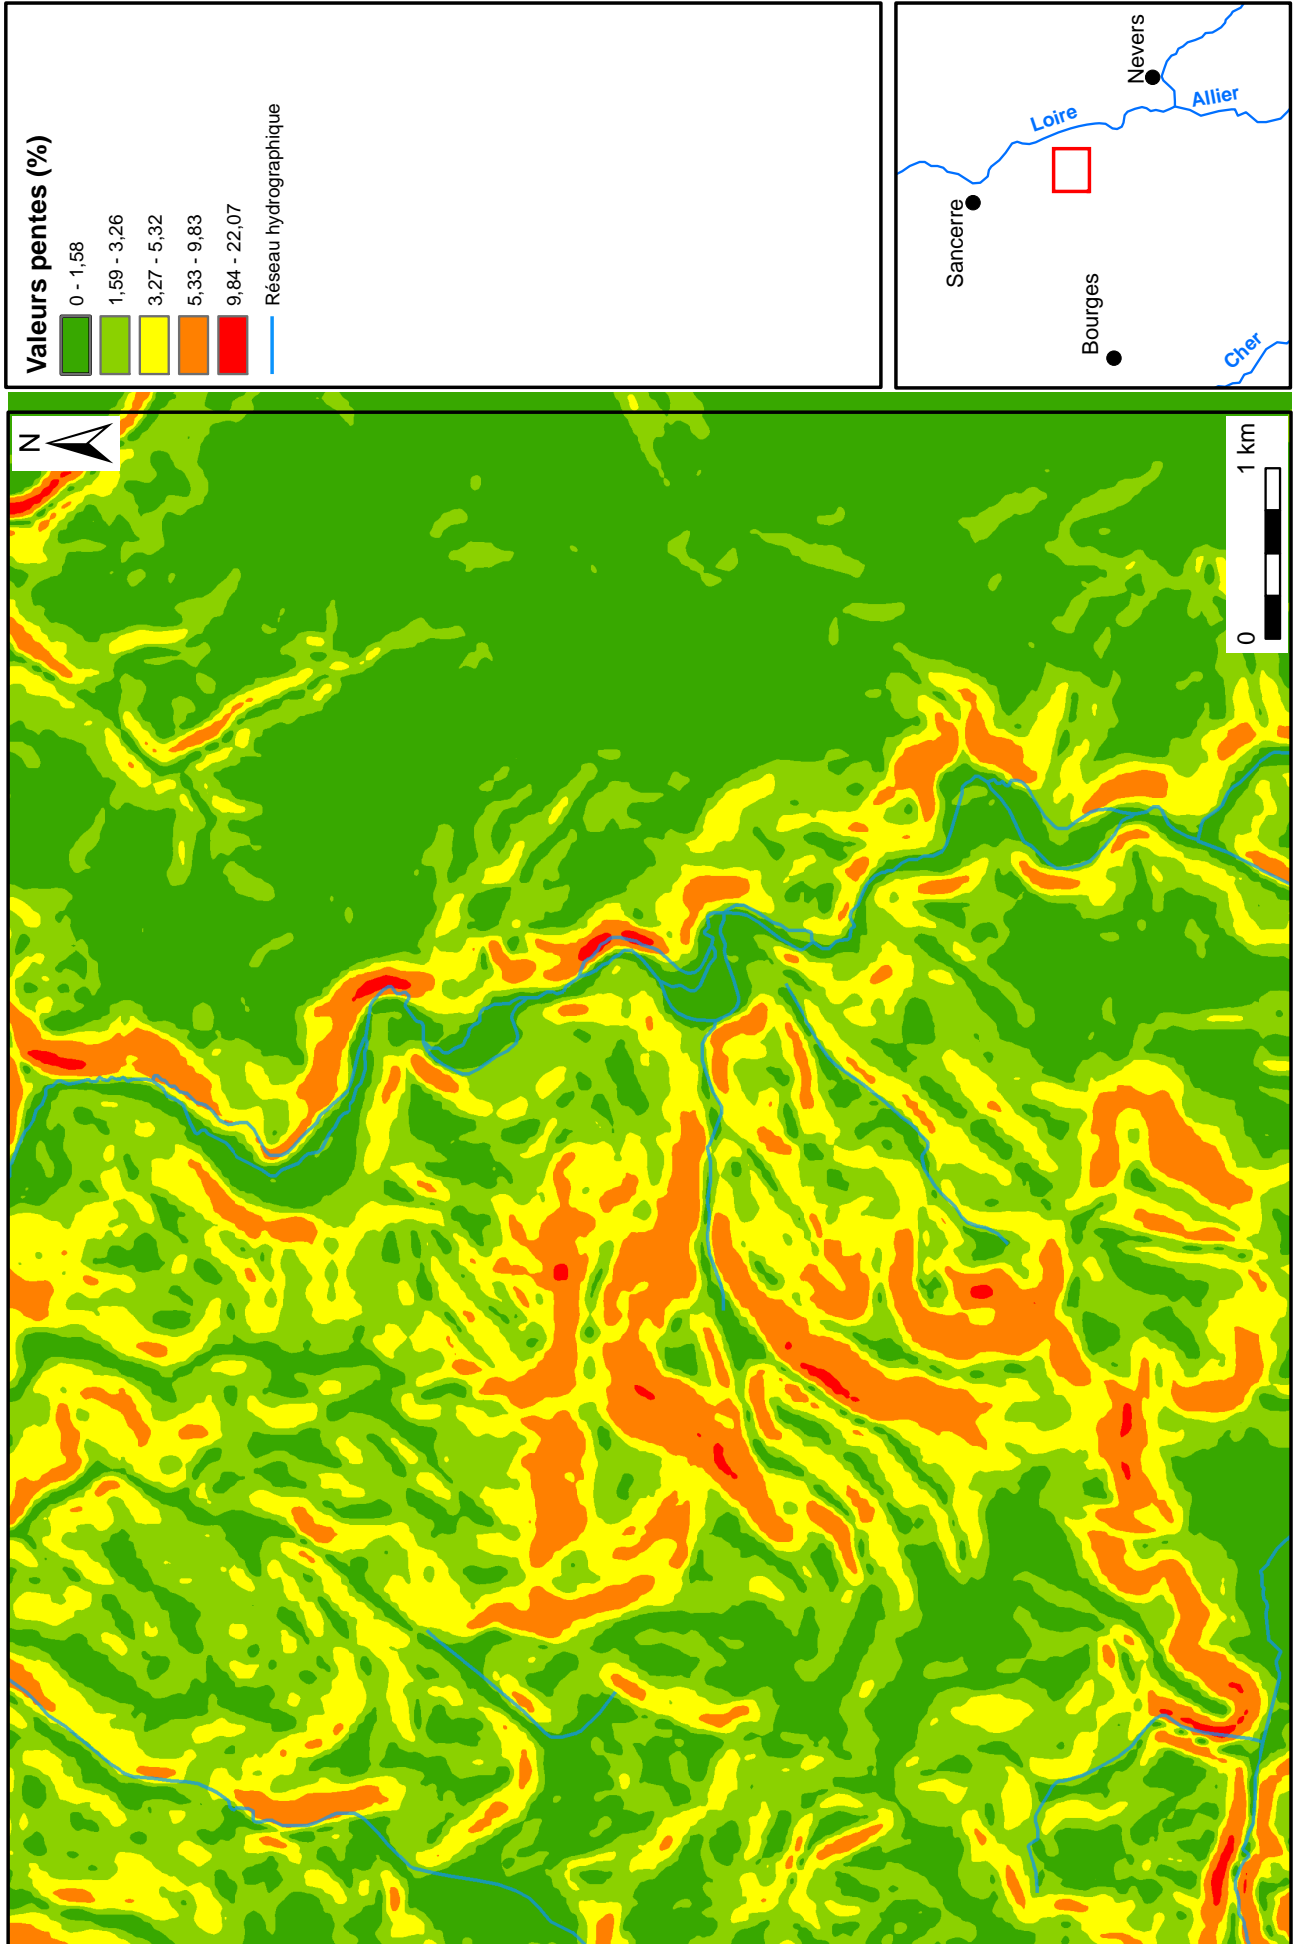 Valeurs pentes (%)
0 - 1,58
1,59 - 3,26
3,27 - 5,32
5,33 - 9,83
9,84 - 22,07
Réseau hydrographique
Nevers
Loire
Allier
Sancerre
Bourges
Cher
N
0 1 km